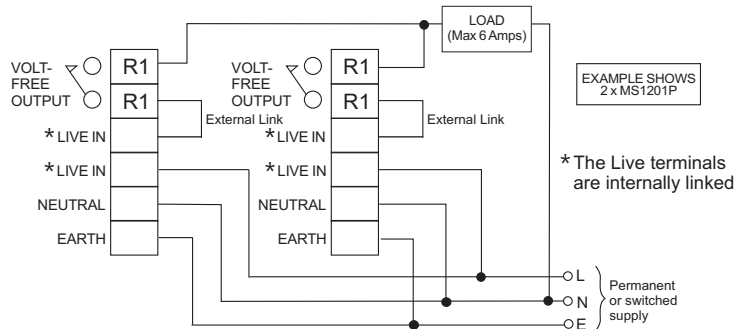 LOAD
(Max 6 Amps)
VOLT-
FREE
OUTPUT
R1
R1
External Link
*LIVE IN
*LIVE IN
NEUTRAL
EARTH
VOLT-
FREE
OUTPUT
R1
R1
External Link
*LIVE IN
*LIVE IN
NEUTRAL
EARTH
EXAMPLE SHOWS
2 x MS1201P
*The Live terminals
are internally linked
L
N
E
Permanent
or switched
supply